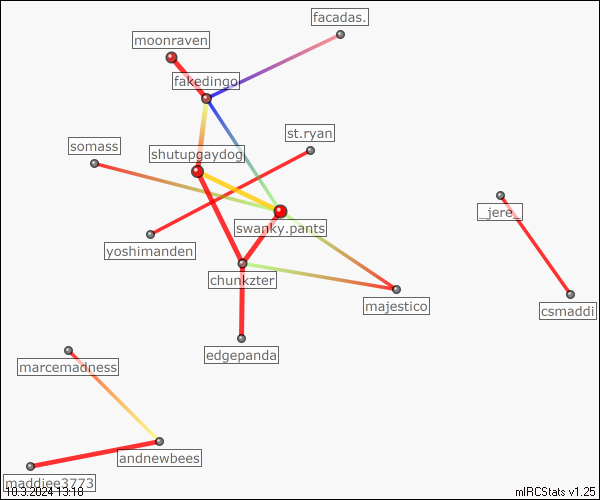 facadas.
moonraven
fakedingo
st.ryan
somass
shutupgaydog
_jere_
swanky.pants
yoshimanden
chunkzter
majestico
csmaddi
edgepanda
marcemadness
andnewbees
maddiee3773
10.3.2024 13:18
mIRCStats v1.25